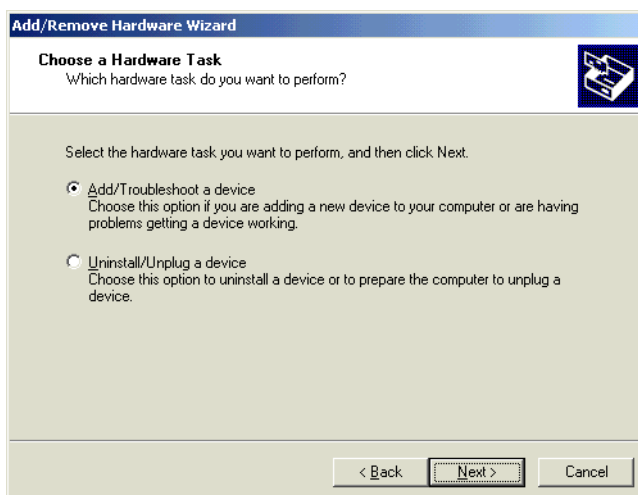 Add/Remove Hardware Wizard
Choose a Hardware Task
Which hardware task do you want to perform?
Select the hardware task you want to perform, and then click Next.
Add/Troubleshoot a device
Choose this option if you are adding a new device to your computer or are having
problems getting a device working.
Uninstall/Unplug a device
Choose this option to uninstall a device or to prepare the computer to unplug a
device.
< Back Next > Cancel